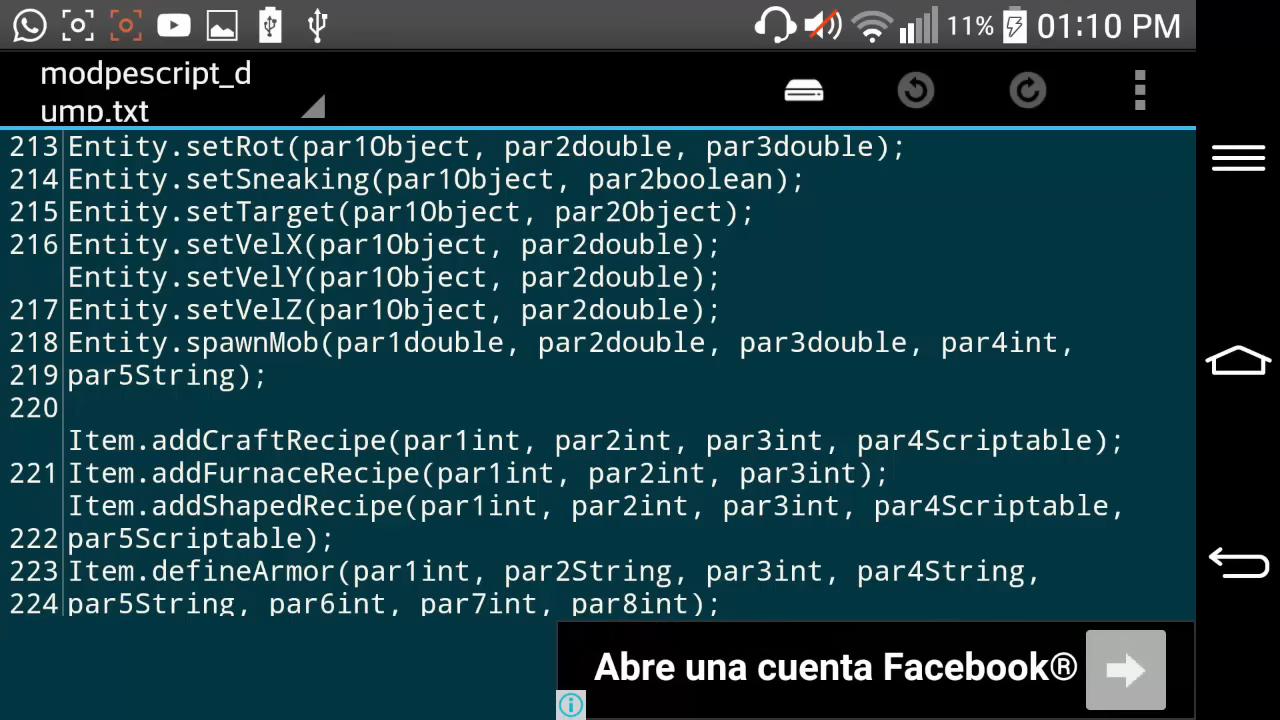 11% 01:10 PM
modpescript_d
ump.txt
213 Entity.setRot(par1Object, par2double, par3double);
214 Entity.setSneaking(par1Object, par2boolean);
215 Entity.setTarget(par1Object, par2Object);
216 Entity.setVelX(par1Object, par2double);
Entity.setVelY(par1Object, par2double);
217 Entity.setVelZ(par1Object, par2double);
218 Entity.spawnMob(par1double, par2double, par3double, par4int,
219 par5String);
220
Item.addCraftRecipe(par1int, par2int, par3int, par4Scriptable);
221 Item.addFurnaceRecipe(par1int, par2int, par3int);
Item.addShapedRecipe(par1int, par2int, par3int, par4Scriptable,
222 par5Scriptable);
223 Item.defineArmor(par1int, par2String, par3int, par4String,
224 par5String, par6int, par7int, par8int);
Abre una cuenta Facebook®